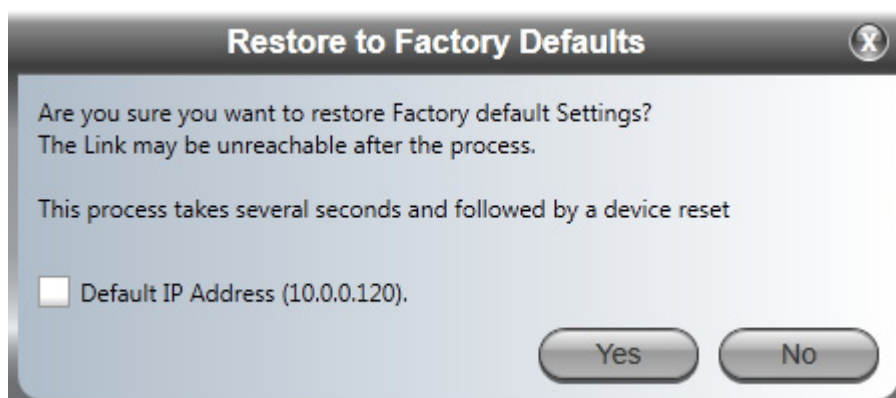 Restore to Factory Defaults
X
Are you sure you want to restore Factory default Settings?
The Link may be unreachable after the process.
This process takes several seconds and followed by a device reset
Default IP Address (10.0.0.120).
Yes
No